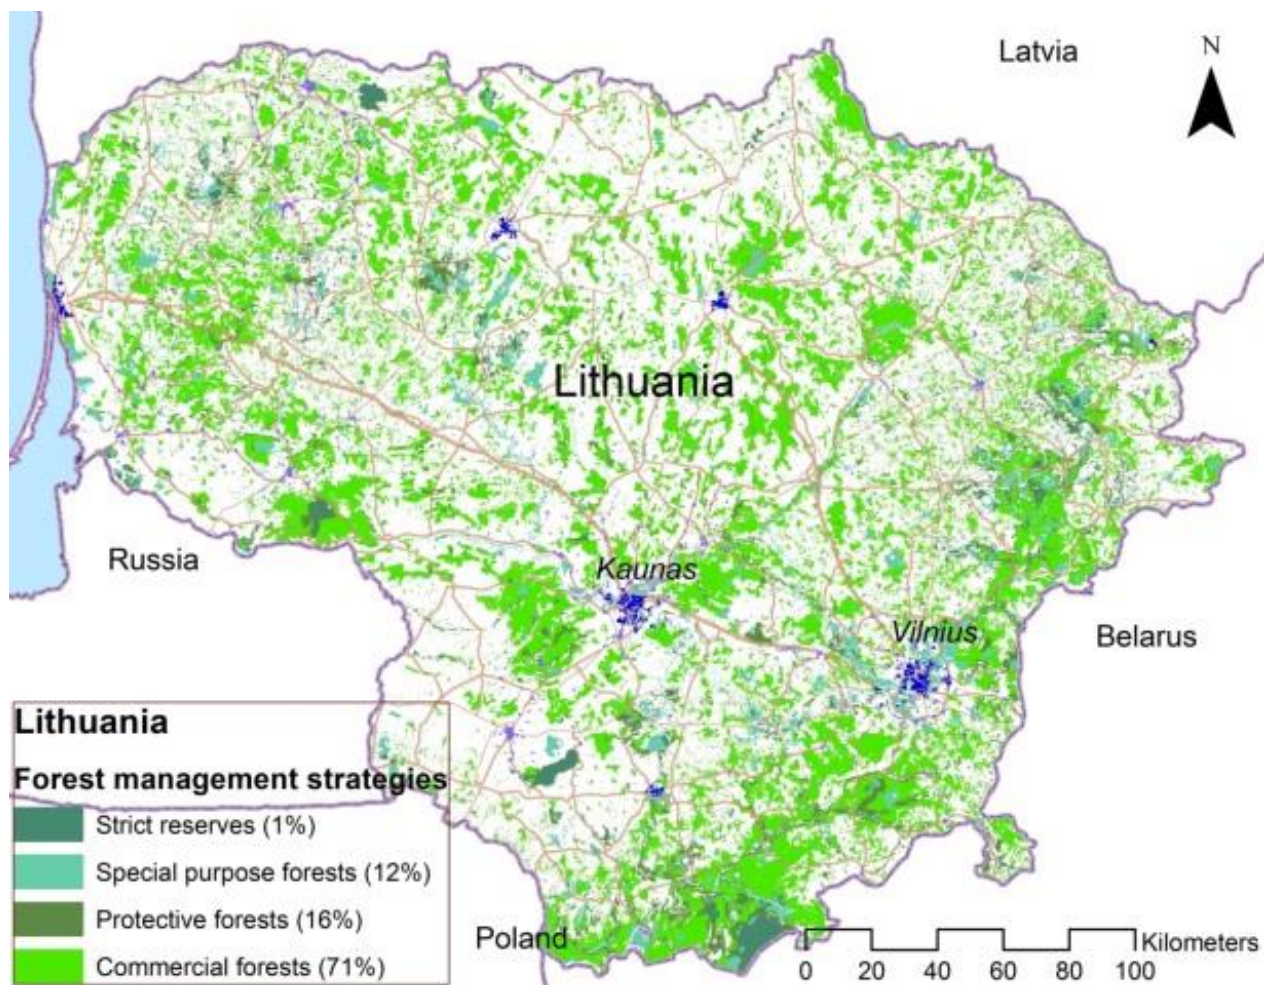 Latvia
N
Lithuania
Russia
Kaunas
Vilnius
Belarus
Lithuania
Forest management strategies
Strict reserves (1%)
Special purpose forests (12%)
Protective forests (16%)
Commercial forests (71%)
Poland
Kilometers
0 20 40 60 80 100